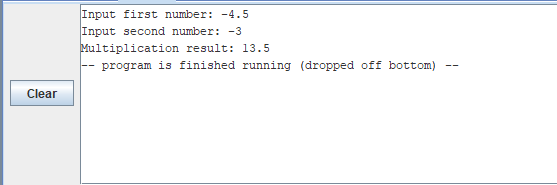 Input first number: -4.5
Input second number: -3
Multiplication result: 13.5
-- program is finished running (dropped off bottom) --
Clear